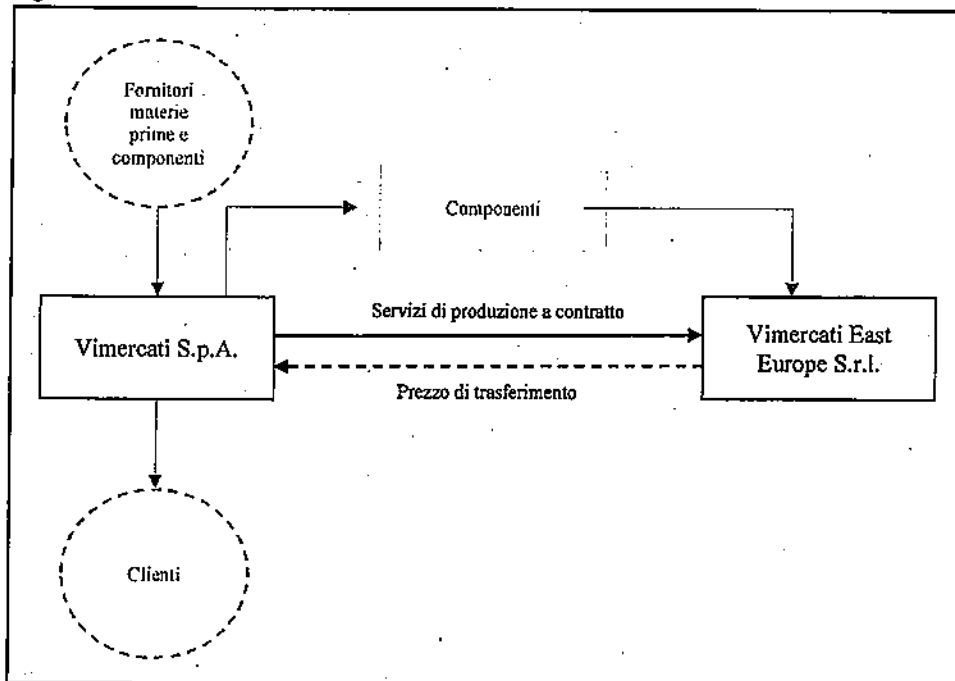 Fornitori
materie
prime e
componenti
Componenti
Servizi di produzione a contratto
Vimercati S.p.A.
Vimercati East
Europe S.r.l.
Prezzo di trasferimento
Clienti